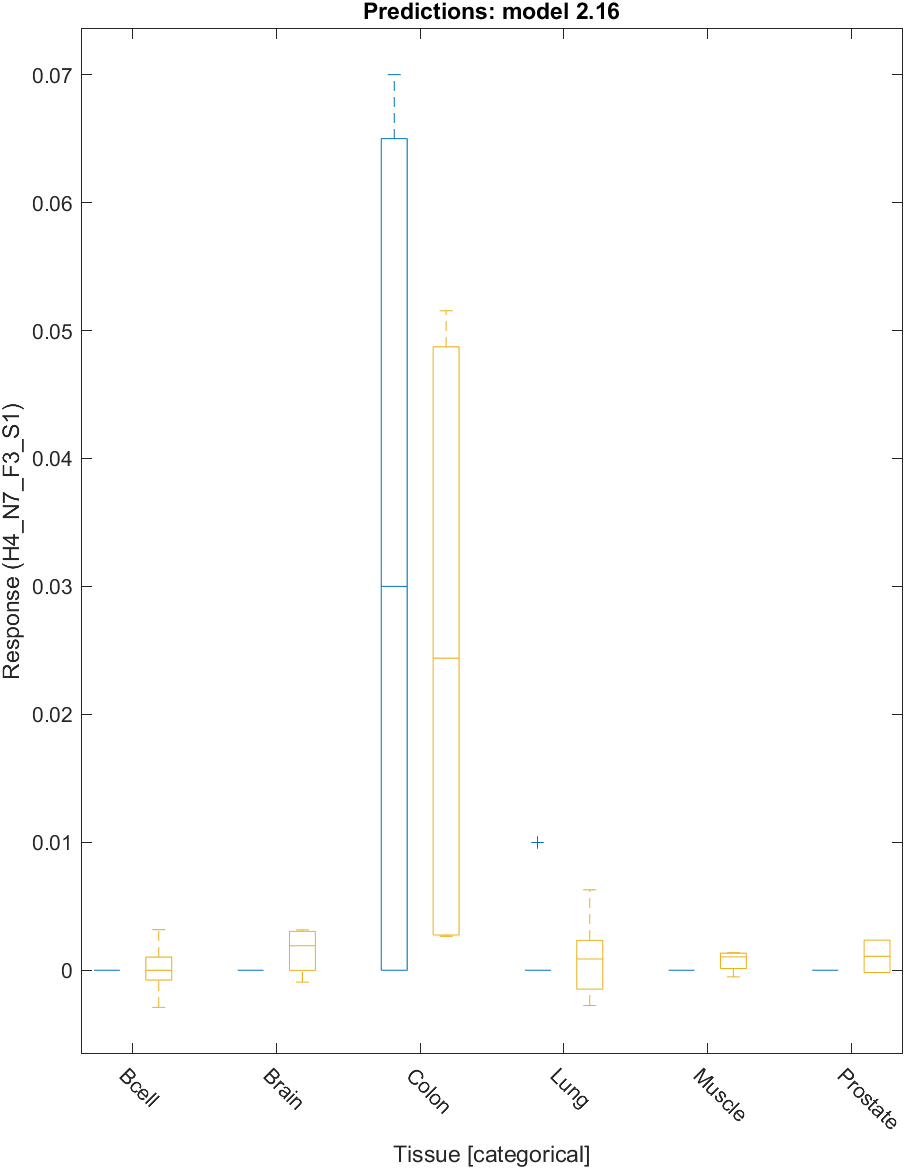 Predictions: model 2.16
0.07
0.06
0.05
0.04
0.03
0.02
0.01
0
Response (H4_N7_F3_S1)
Bcell
Brain
Colon
Lung
Muscle
Prostate
Tissue [categorical]